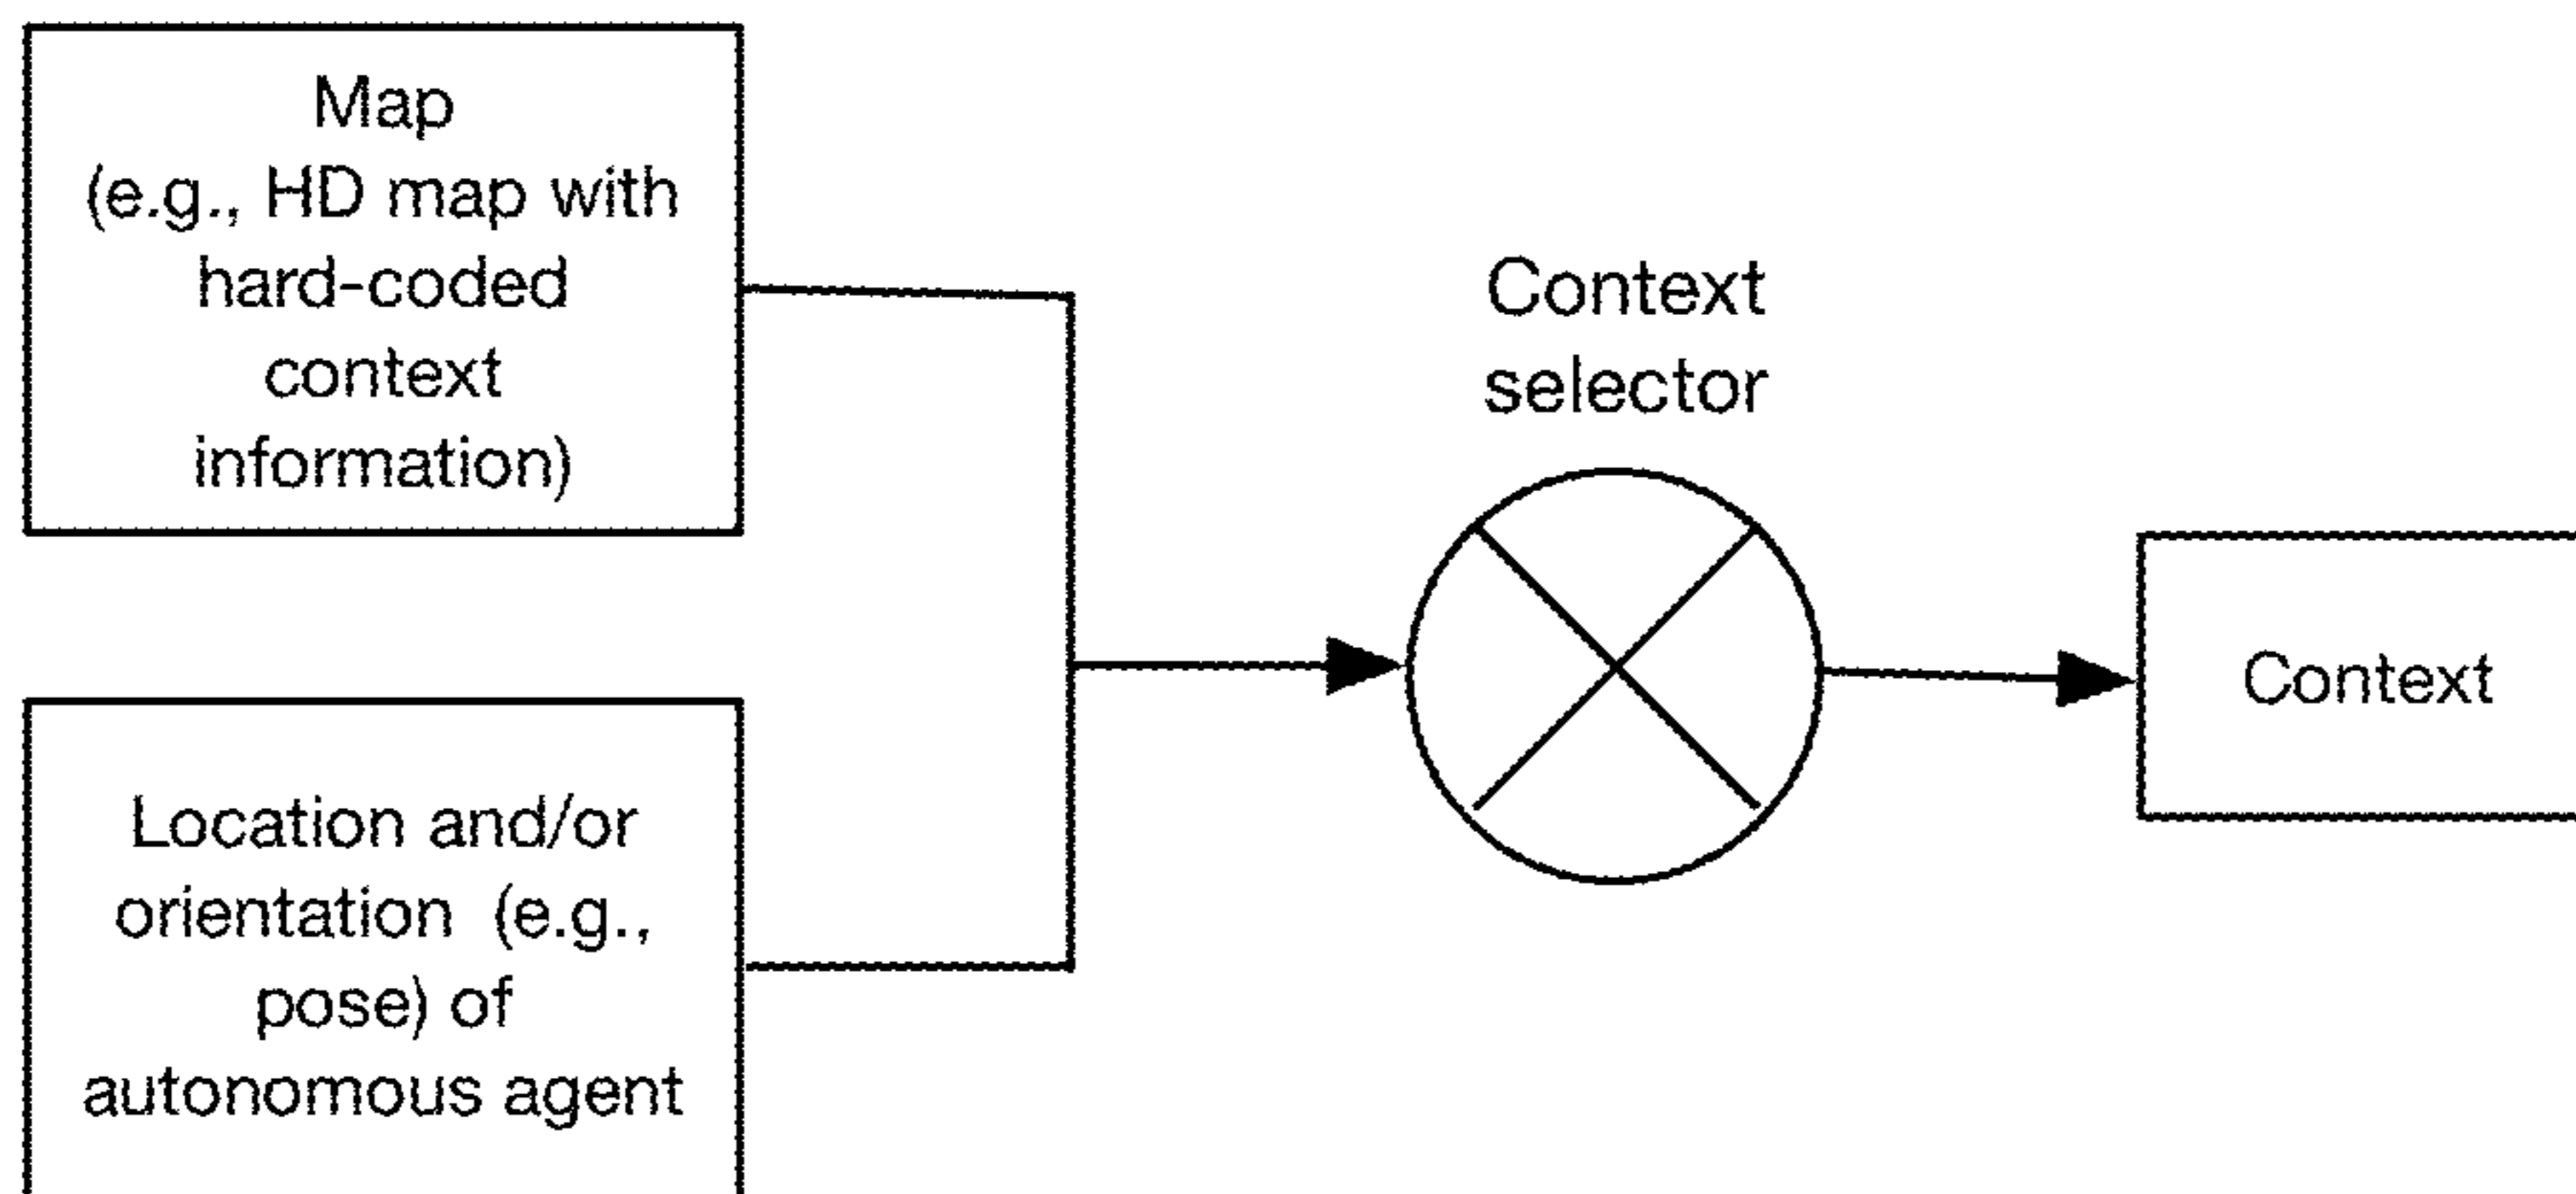 Map
(e.g., HD map with
hard-coded
context
information)
Location and/or
orientation (e.g.,
pose) of
autonomous agent
Context
selector
Context